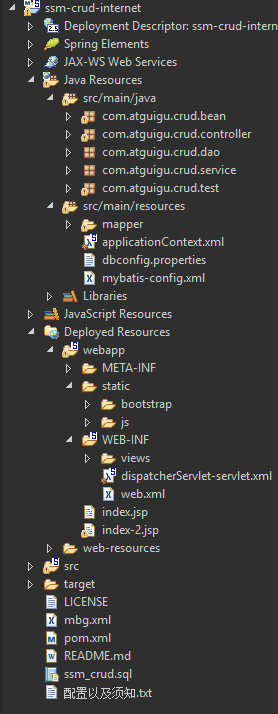 ssm-crud-internet
Deployment Descriptor: ssm-crud-intern
Spring Elements
JAX-WS Web Services
Java Resources
src/main/java
com.atguigu.crud.bean
com.atguigu.crud.controller
com.atguigu.crud.dao
com.atguigu.crud.service
com.atguigu.crud.test
src/main/resources
mapper
applicationContext.xml
dbconfig.properties
mybatis-config.xml
Libraries
JavaScript Resources
Deployed Resources
webapp
META-INF
static
bootstrap
js
WEB-INF
views
dispatcherServlet-servlet.xml
web.xml
index.jsp
index-2.jsp
web-resources
src
target
LICENSE
mbg.xml
pom.xml
README.md
ssm_crud.sql
配置以及须知.txt